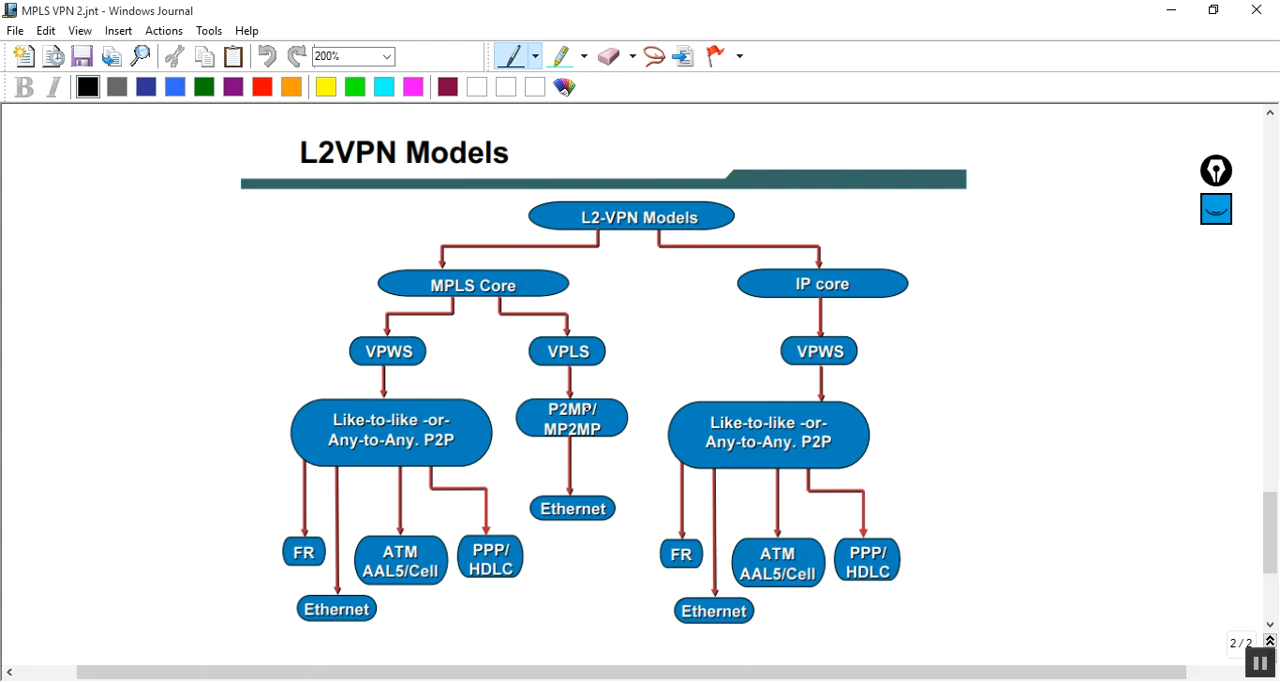 MPLS VPN 2.jnt - Windows Journal
File Edit View Insert Actions Tools Help
200%
B I
L2VPN Models
L2-VPN Models
MPLS Core
IP core
VPWS
VPLS
VPWS
Like-to-like -or-
Any-to-Any. P2P
P2MP/
MP2MP
Like-to-like -or-
Any-to-Any. P2P
Ethernet
FR
ATM
AAL5/Cell
PPP/
HDLC
Ethernet
FR
ATM
AAL5/Cell
PPP/
HDLC
Ethernet
2 / 2